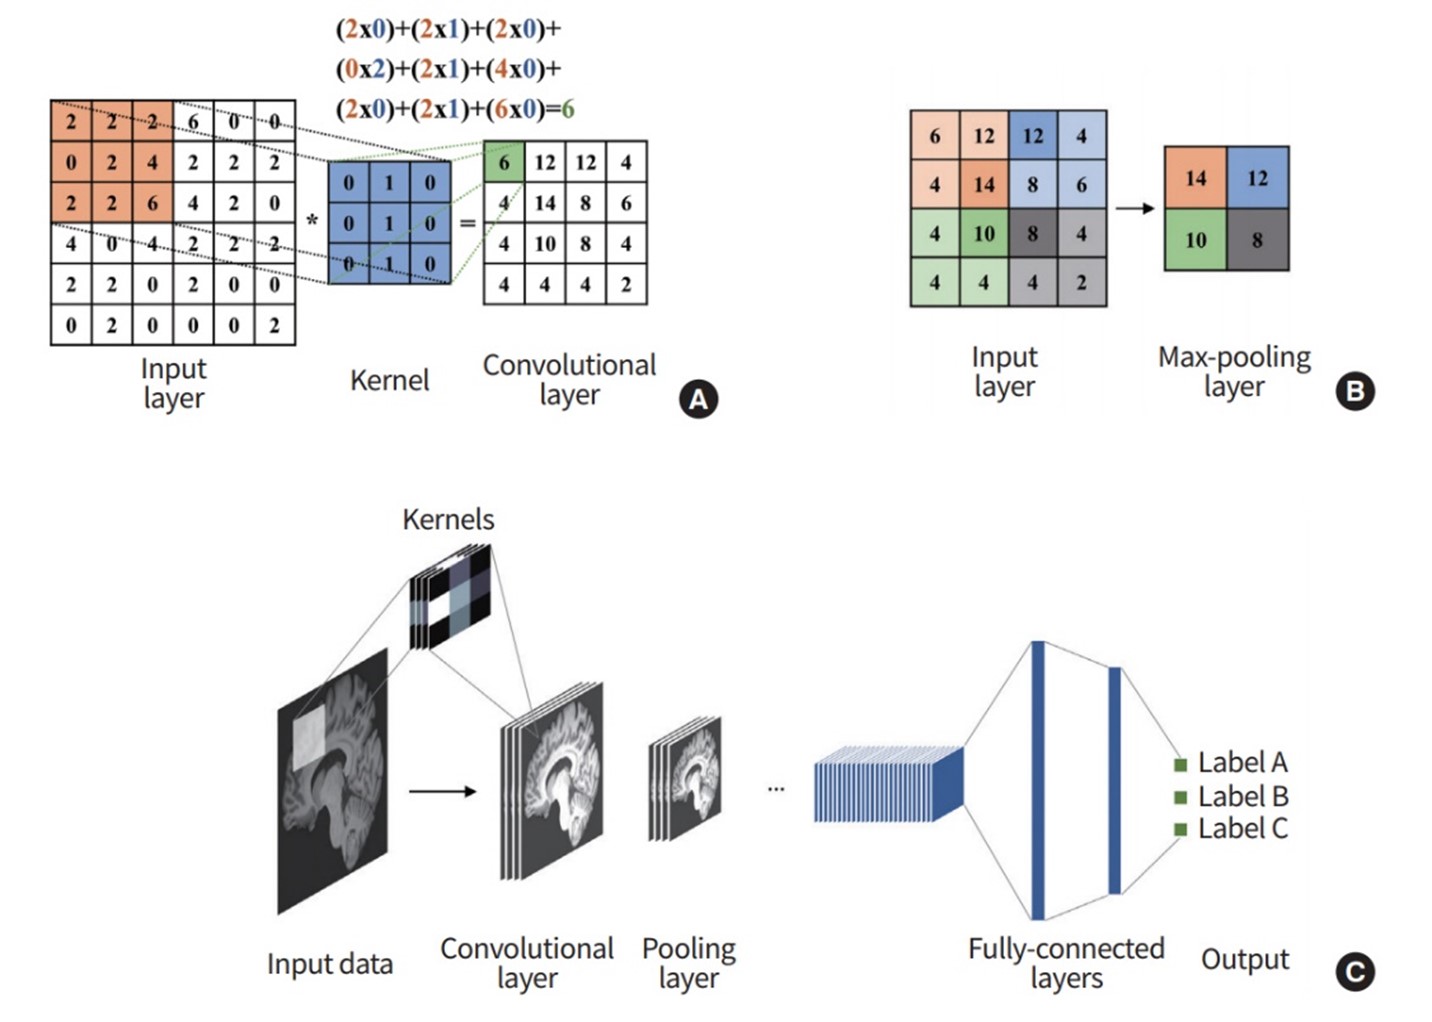 (2x0)+(2x1)+(2x0)+
(0x2)+(2x1)+(4x0)+
(2x0)+(2x1)+(6x0)=6
2 2 2 6 0 0
0 2 4 2 2 2
2 2 6 4 2 0
4 0 4 2 2 2
2 2 0 2 0 0
0 2 0 0 0 2
*
0 1 0
0 1 0
0 1 0
=
6 12 12 4
4 14 8 6
4 10 8 4
4 4 4 2
Input
layer
Kernel
Convolutional
layer
A
6 12 12 4
4 14 8 6
4 10 8 4
4 4 4 2
14 12
10 8
Input
layer
Max-pooling
layer
B
Kernels
...
Label A
Label B
Label C
Input data
Convolutional
layer
Pooling
layer
Fully-connected
layers
Output
C